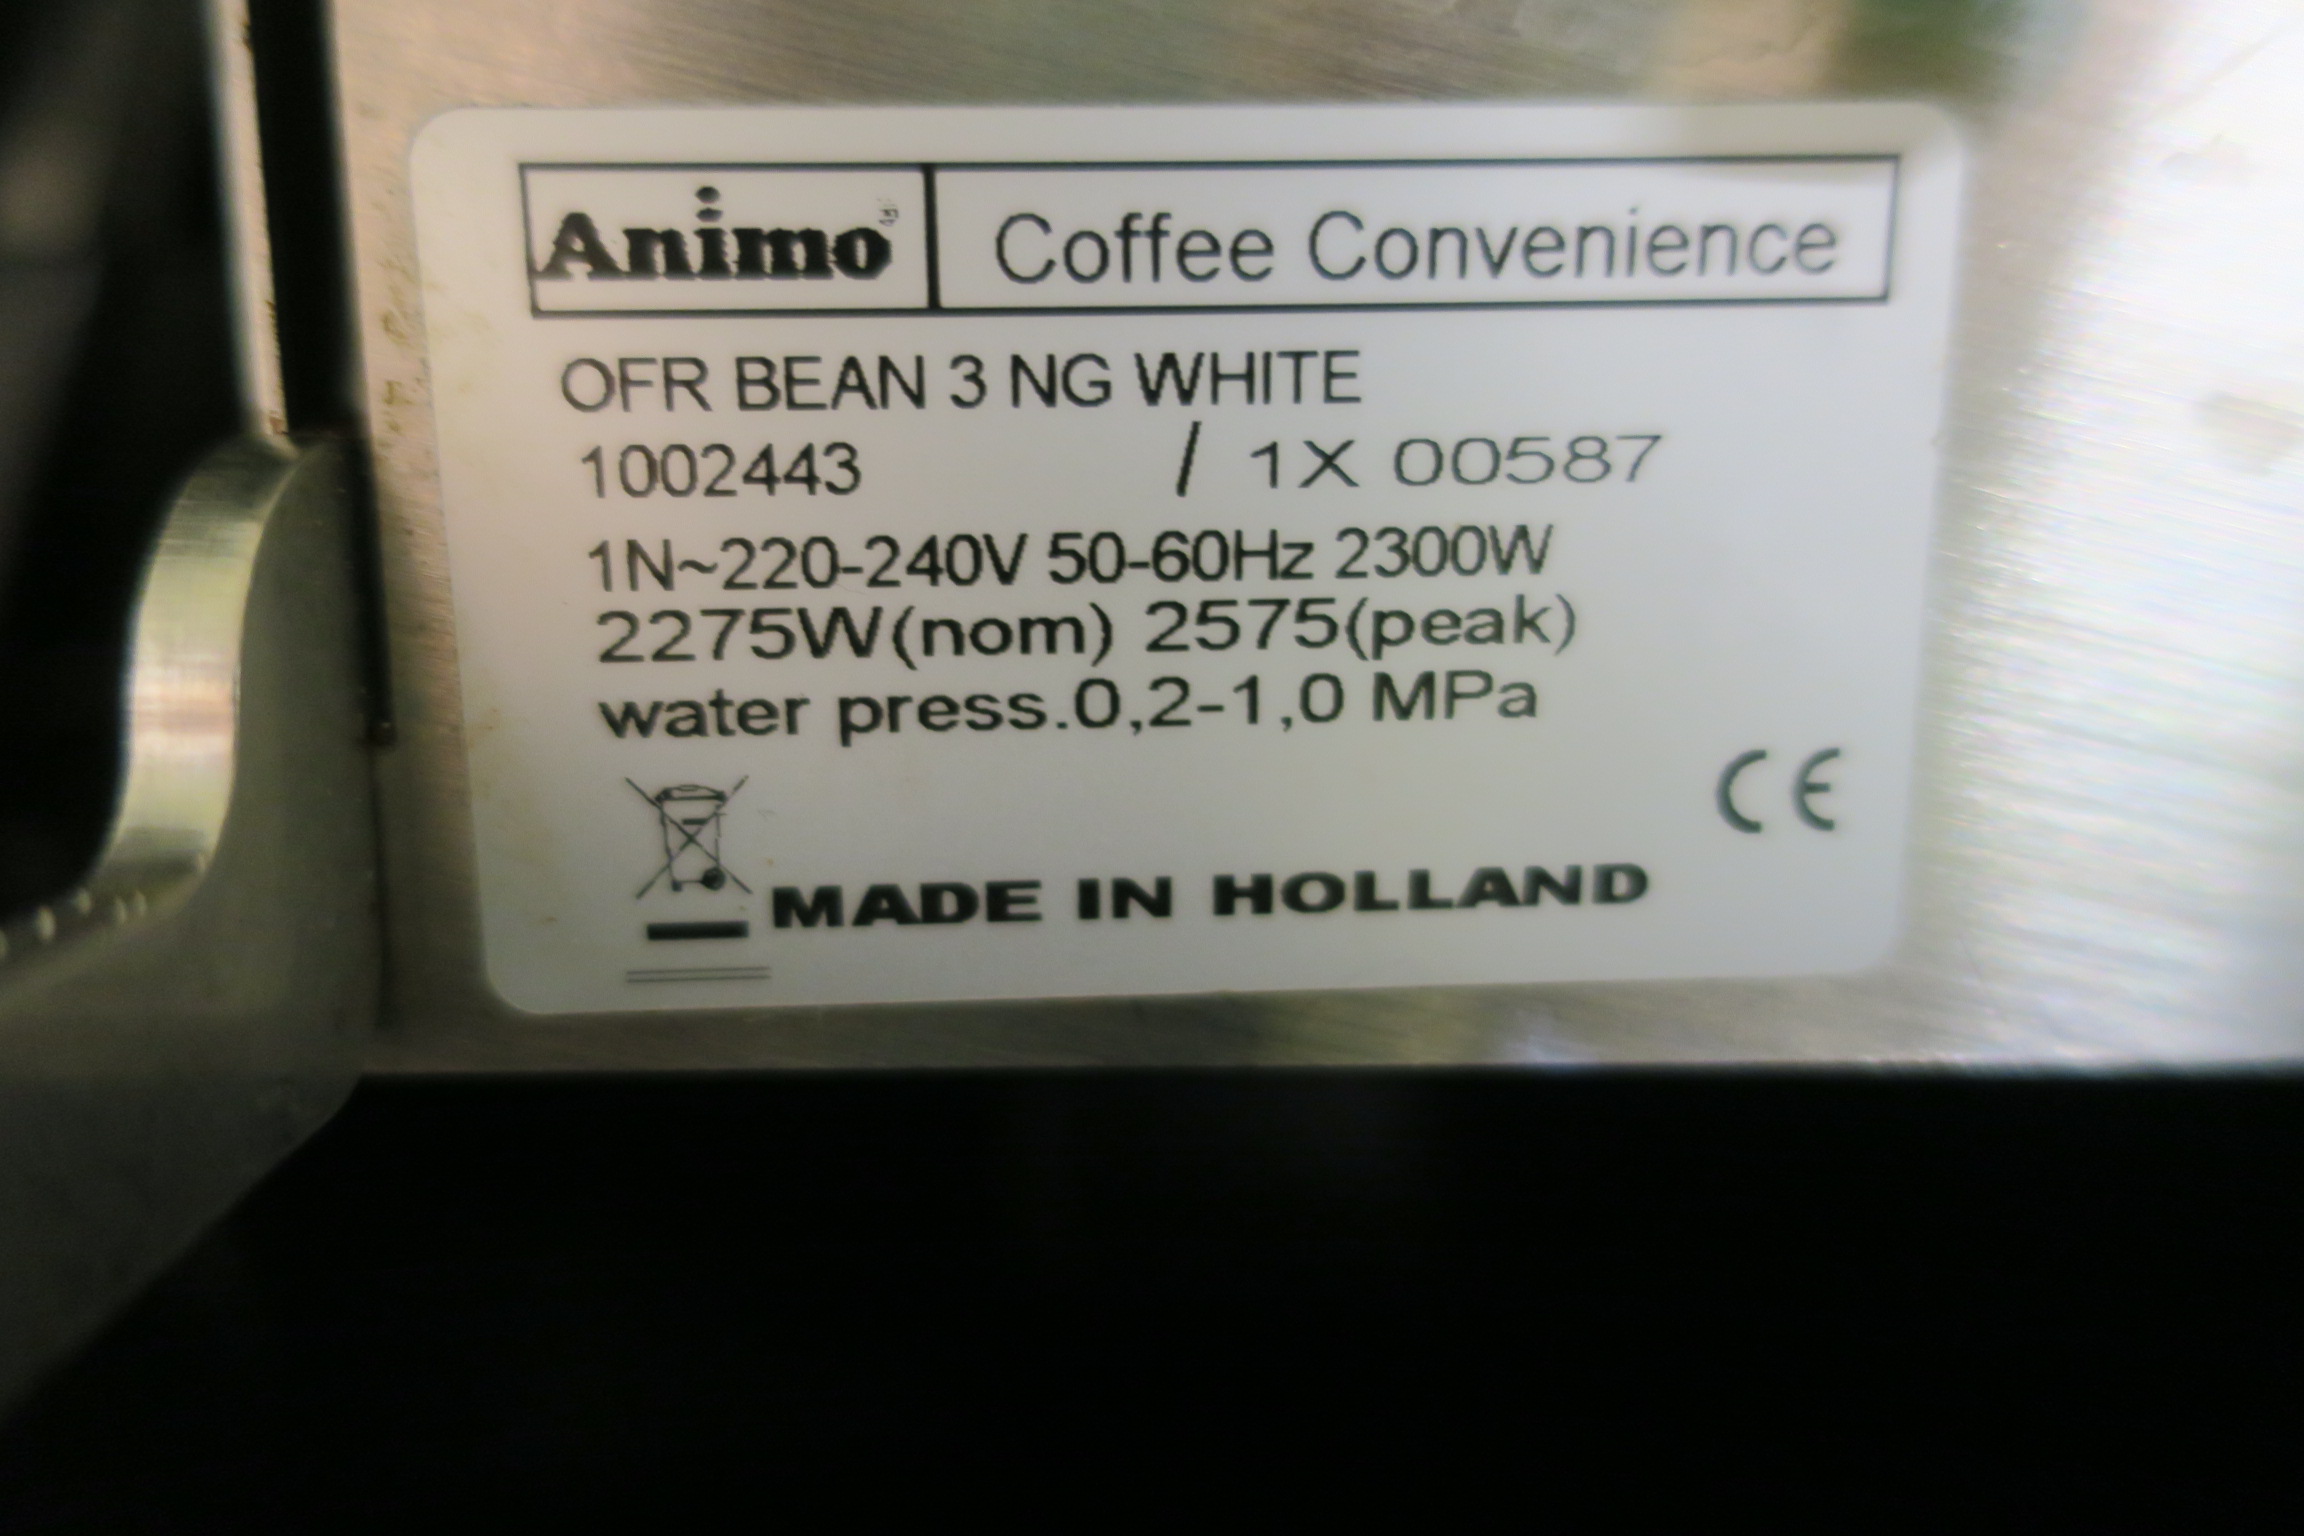 Animo Coffee Convenience
OFR BEAN 3 NG WHITE
1002443 / 1X 00587
1N~220-240V 50-60Hz 2300W
2275W(nom) 2575(peak)
water press.0,2-1,0 MPa
CE
MADE IN HOLLAND